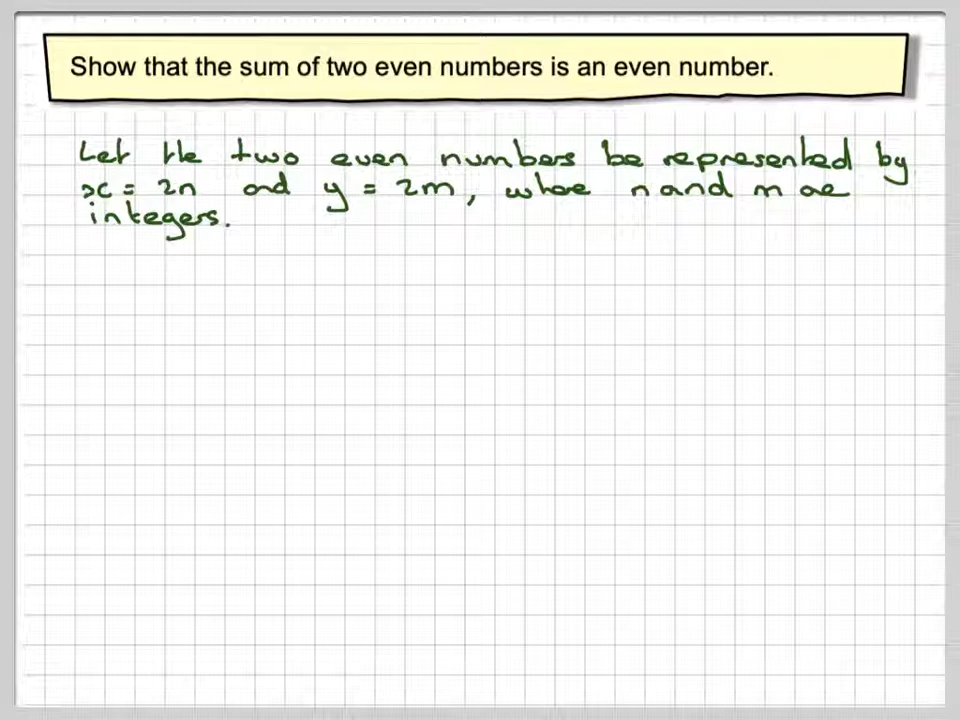 Show that the sum of two even numbers is an even number.
Let the two even numbers be represented by
x = 2n and y = 2m, where n and m are
integers.